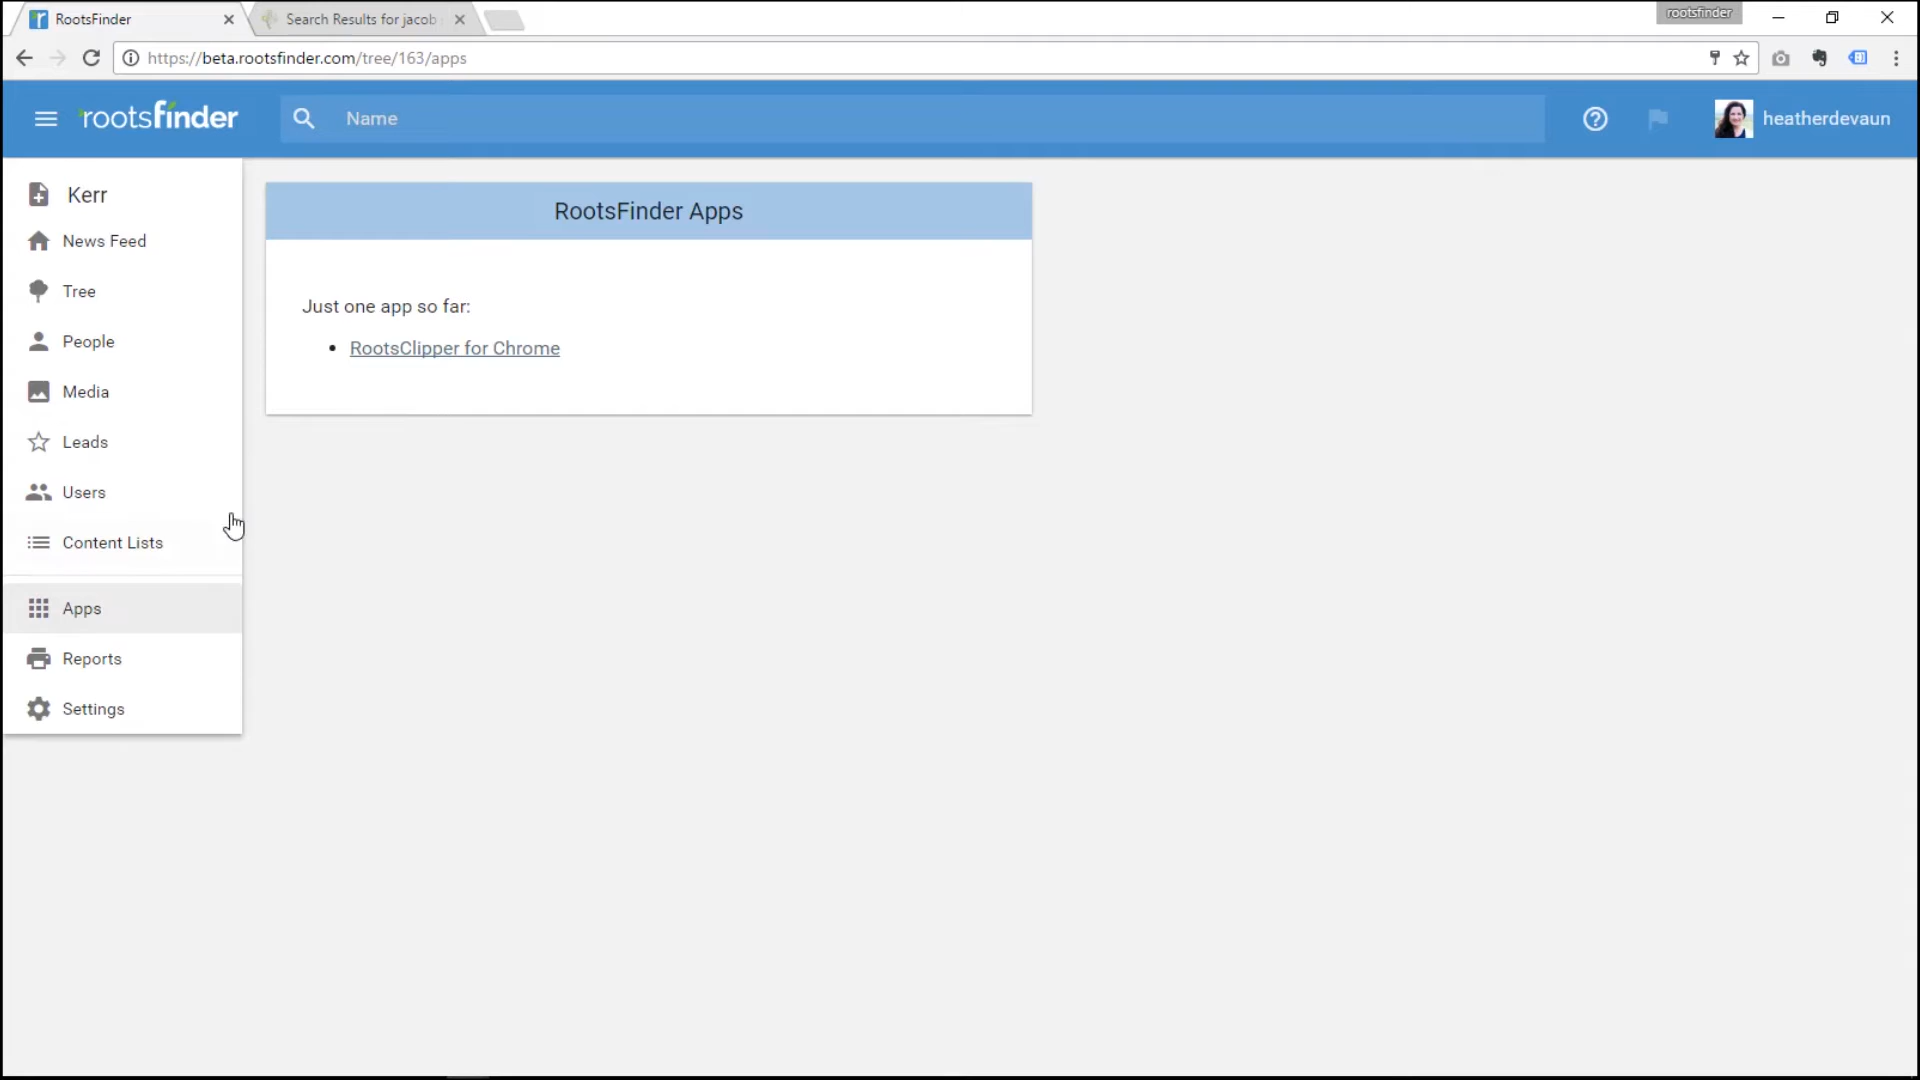 RootsFinder
Search Results for jacob
rootsfinder
https://beta.rootsfinder.com/tree/163/apps
rootsfinder
Name
heatherdevaun
Kerr
News Feed
Tree
People
Media
Leads
Users
Content Lists
Apps
Reports
Settings
RootsFinder Apps
Just one app so far:
RootsClipper for Chrome